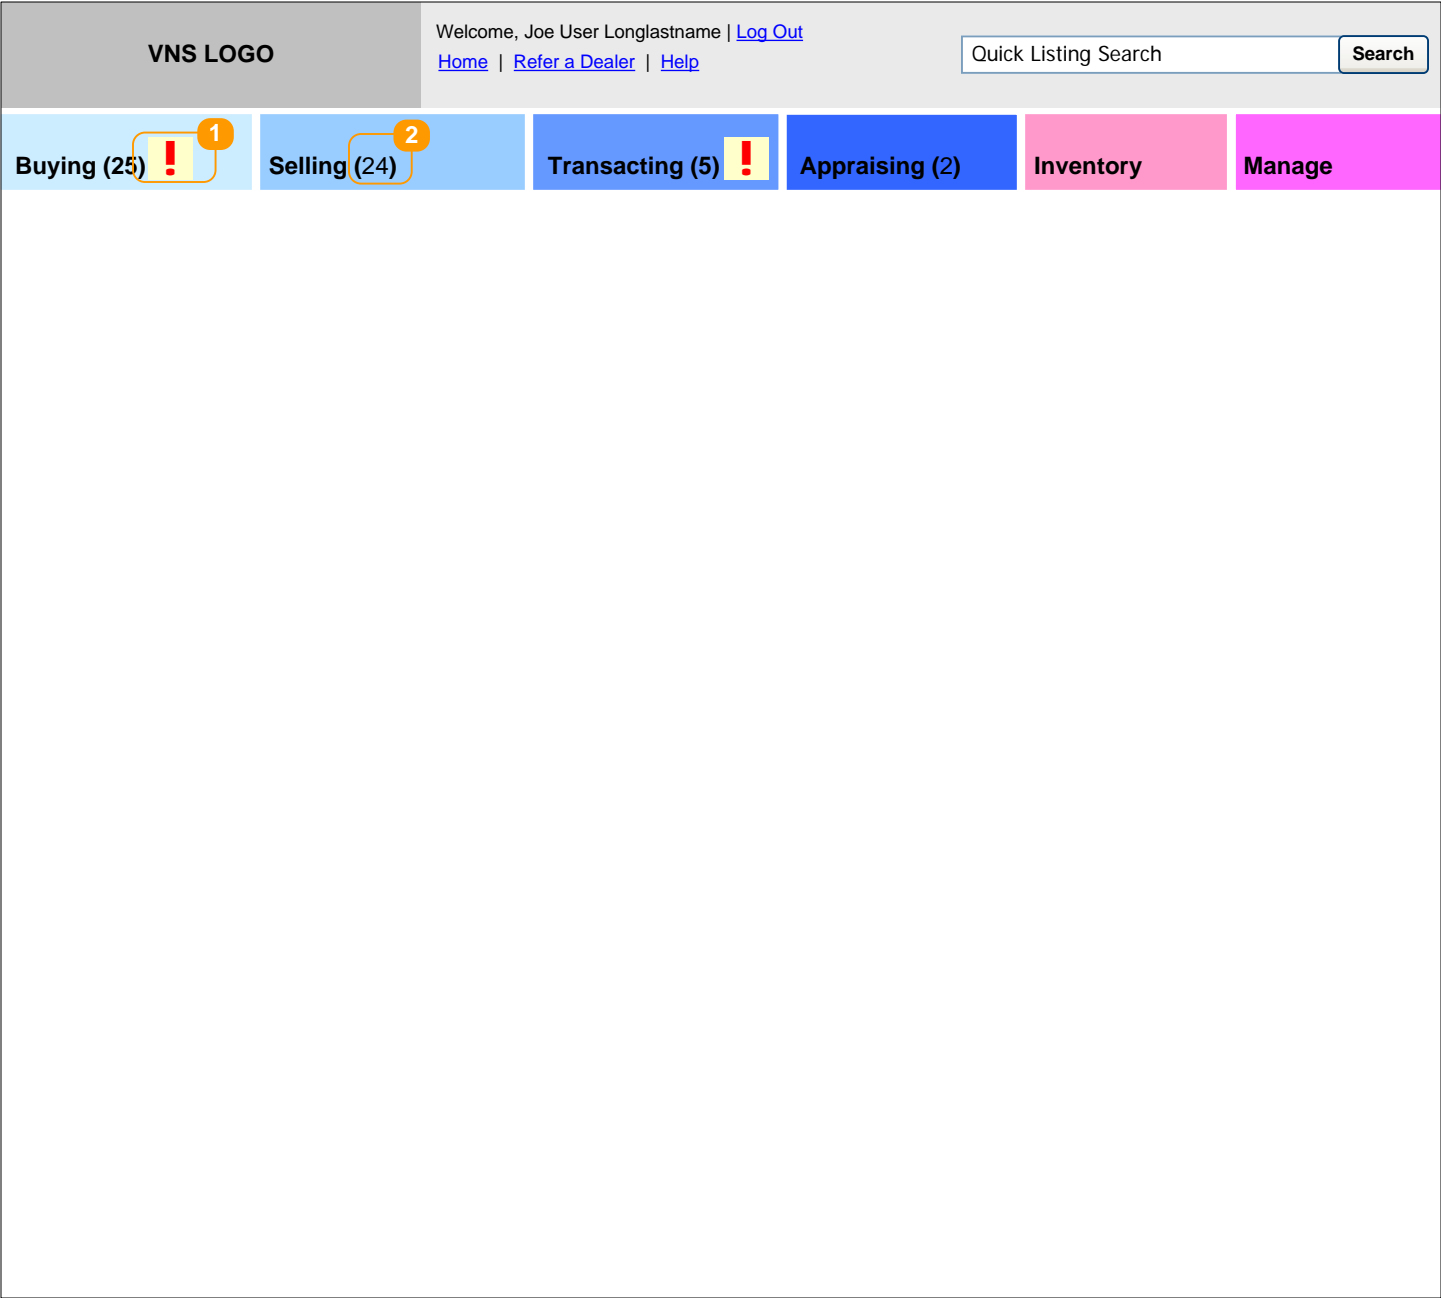 VNS LOGO
Welcome, Joe User Longlastname | Log Out
Home | Refer a Dealer | Help
Quick Listing Search
Search
1
2
Buying (25) !
Selling (24)
Transacting (5) !
Appraising (2)
Inventory
Manage